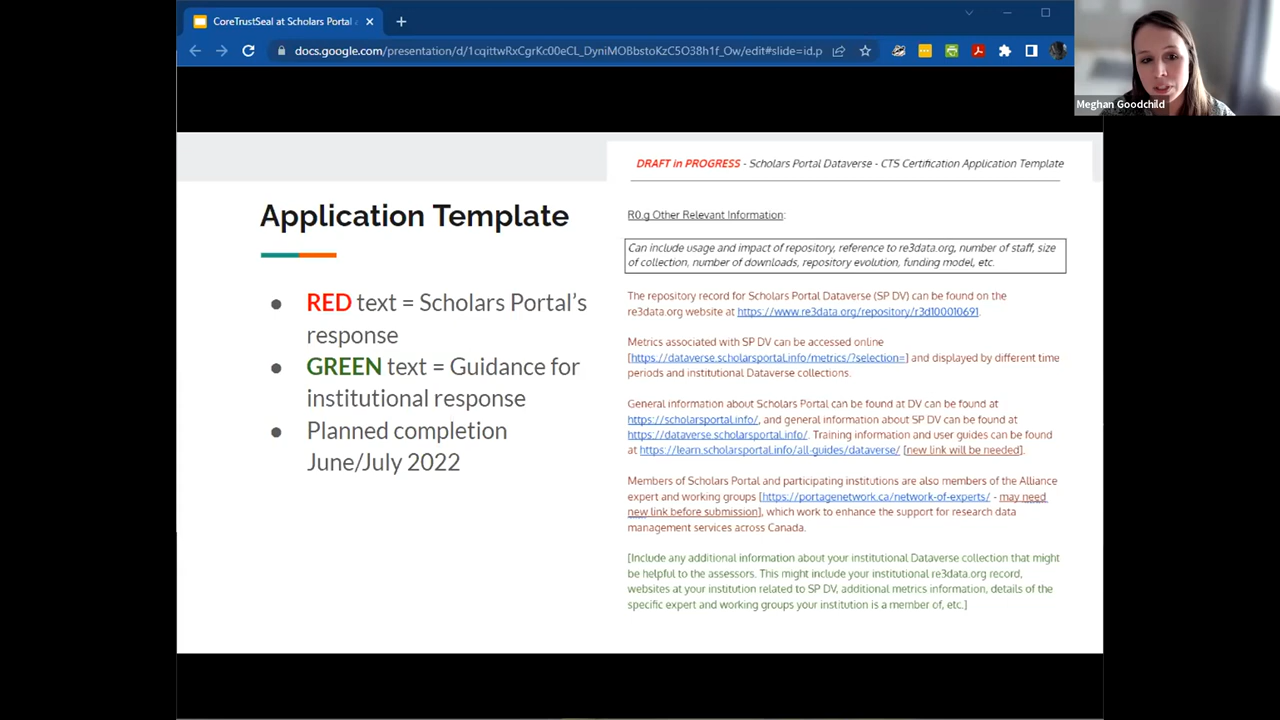 CoreTrustSeal at Scholars Portal
docs.google.com/presentation/d/1cqittwRxCgrKc00eCL_DyniMOBbstoKzC5O38h1f_Ow/edit#slide=id.p
Meghan Goodchild
DRAFT in PROGRESS - Scholars Portal Dataverse - CTS Certification Application Template
Application Template
RED text = Scholars Portal's
response
GREEN text = Guidance for
institutional response
Planned completion
June/July 2022
R0.g Other Relevant Information:
Can include usage and impact of repository, reference to re3data.org, number of staff, size
of collection, number of downloads, repository evolution, funding model, etc.
The repository record for Scholars Portal Dataverse (SP DV) can be found on the
re3data.org website at https://www.re3data.org/repository/r3d100010691.
Metrics associated with SP DV can be accessed online
[https://dataverse.scholarsportal.info/metrics/?selection=] and displayed by different time
periods and institutional Dataverse collections.
General information about Scholars Portal can be found at DV can be found at
https://scholarsportal.info/, and general information about SP DV can be found at
https://dataverse.scholarsportal.info/. Training information and user guides can be found
at https://learn.scholarsportal.info/all-guides/dataverse/ [new link will be needed].
Members of Scholars Portal and participating institutions are also members of the Alliance
expert and working groups [https://portagenetwork.ca/network-of-experts/ - may need
new link before submission], which work to enhance the support for research data
management services across Canada.
[Include any additional information about your institutional Dataverse collection that might
be helpful to the assessors. This might include your institutional re3data.org record,
websites at your institution related to SP DV, additional metrics information, details of the
specific expert and working groups your institution is a member of, etc.]